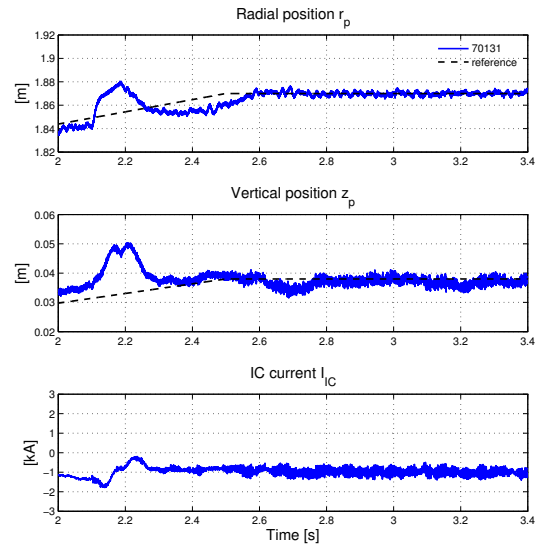 Radial position r_p
1.92
1.9
1.88
1.86
1.84
1.82
[m]
70131
reference
2 2.2 2.4 2.6 2.8 3 3.2 3.4
Vertical position z_p
0.06
0.05
0.04
0.03
0.02
[m]
2 2.2 2.4 2.6 2.8 3 3.2 3.4
IC current I_IC
3
2
1
0
−1
−2
−3
[kA]
2 2.2 2.4 2.6 2.8 3 3.2 3.4
Time [s]